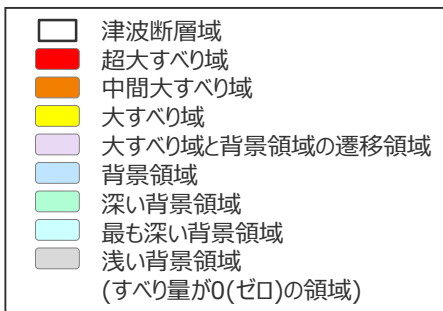 津波断層域
超大すべり域
中間大すべり域
大すべり域
大すべり域と背景領域の遷移領域
背景領域
深い背景領域
最も深い背景領域
浅い背景領域
(すべり量が0(ゼロ)の領域)